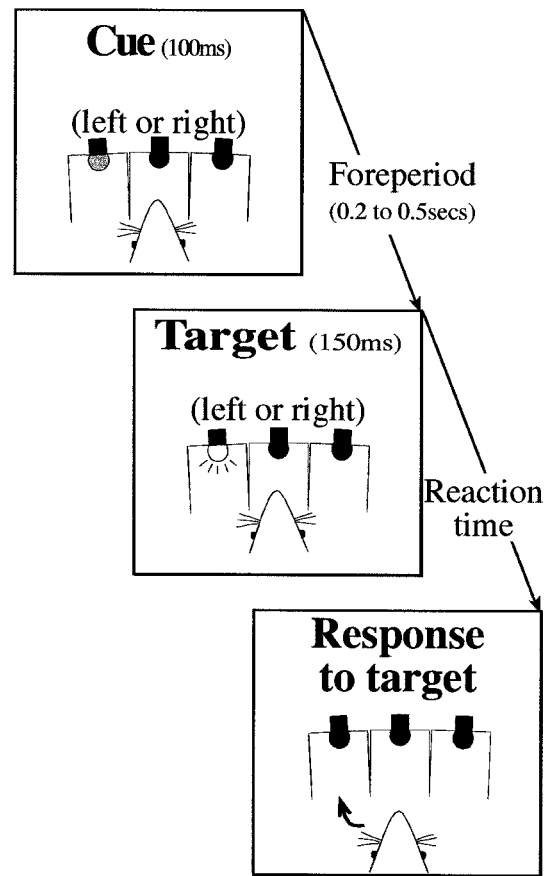 Cue (100ms)
(left or right)
Foreperiod
(0.2 to 0.5secs)
Target (150ms)
(left or right)
Reaction
time
Response
to target